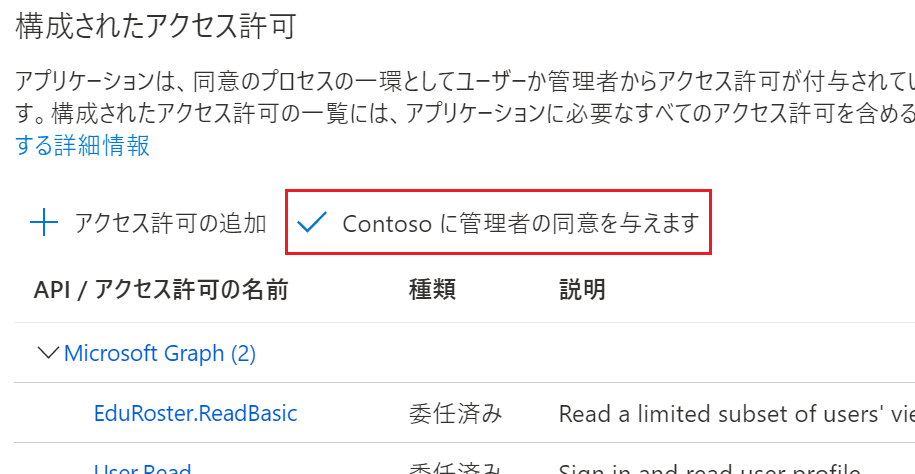 構成されたアクセス許可
アプリケーションは、同意のプロセスの一環としてユーザーか管理者からアクセス許可が付与されてい
す。構成されたアクセス許可の一覧には、アプリケーションに必要なすべてのアクセス許可を含める
する詳細情報
アクセス許可の追加 Contoso に管理者の同意を与えます
API / アクセス許可の名前 種類 説明
Microsoft Graph (2)
EduRoster.ReadBasic 委任済み Read a limited subset of users' vie
User.Read 委任済み Sign in and read user profile